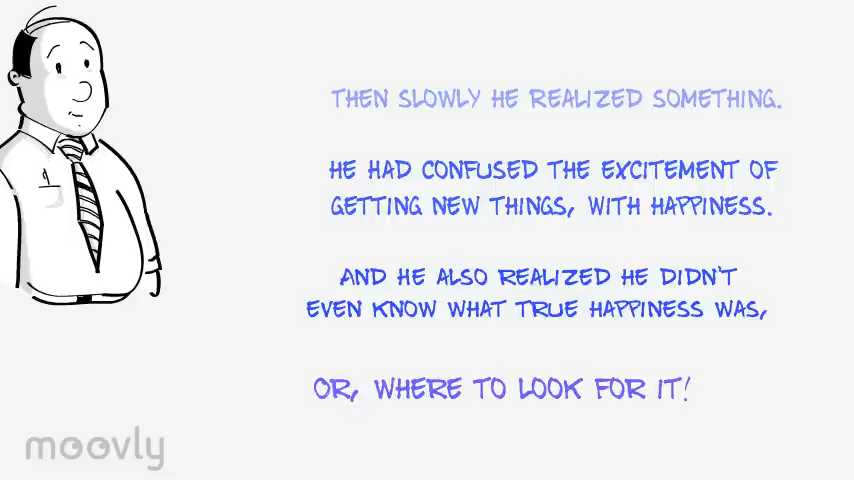 THEN SLOWLY HE REALIZED SOMETHING.
HE HAD CONFUSED THE EXCITEMENT OF
GETTING NEW THINGS, WITH HAPPINESS.
AND HE ALSO REALIZED HE DIDN'T
EVEN KNOW WHAT TRUE HAPPINESS WAS,
OR, WHERE TO LOOK FOR IT!
moovly